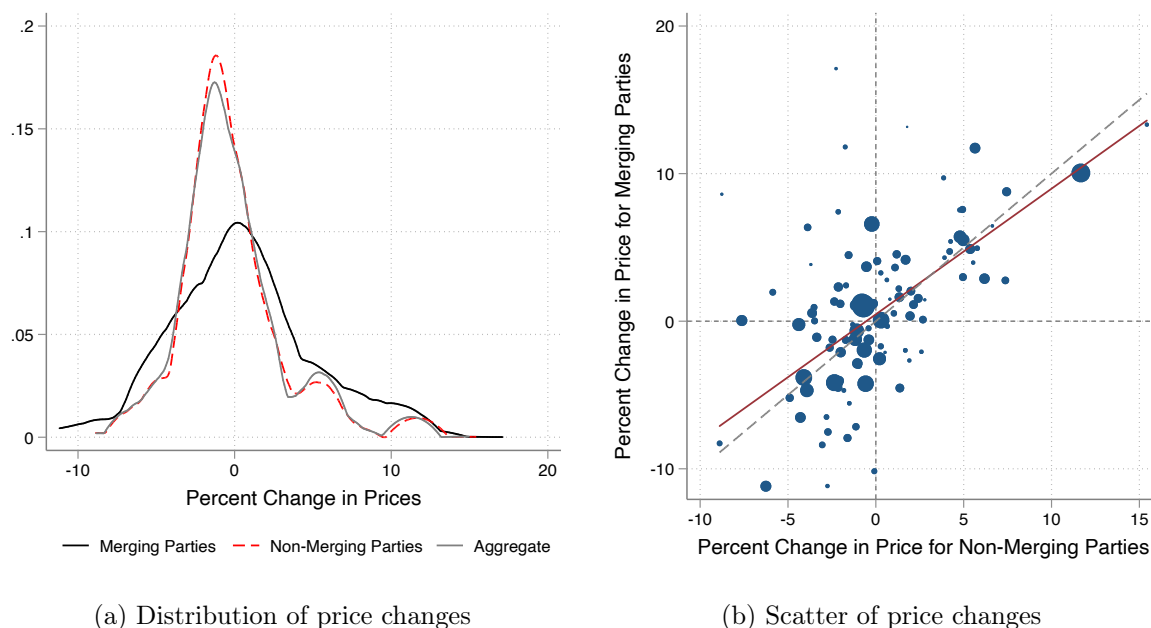 .2
.15
.1
.05
0
-10
0
10
20
Percent Change in Prices
Merging Parties
Non-Merging Parties
Aggregate
(a) Distribution of price changes
Percent Change in Price for Merging Parties
20
10
0
-10
-10
-5
0
5
10
15
Percent Change in Price for Non-Merging Parties
(b) Scatter of price changes